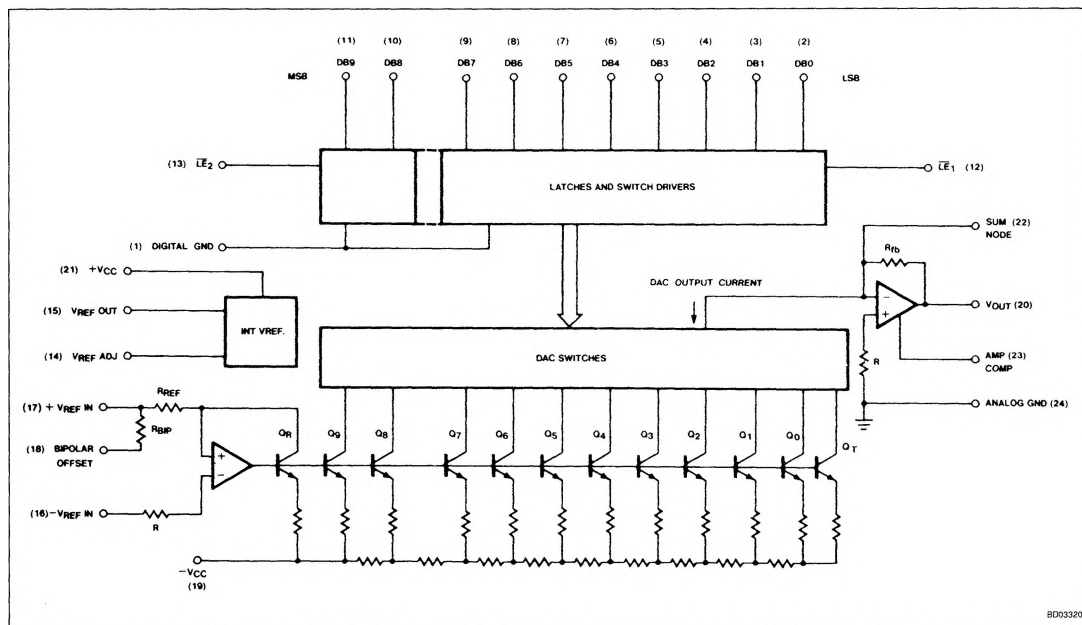 (11) (10) (9) (8) (7) (6) (5) (4) (3) (2)
MSB DB9 DB8 DB7 DB6 DB5 DB4 DB3 DB2 DB1 DB0 LSB
(13) LE2
LATCHES AND SWITCH DRIVERS
LE1 (12)
(1) DIGITAL GND
SUM (22)
NODE
Rfb
(21) +VCC
DAC OUTPUT CURRENT
(15) VREF OUT
INT VREF.
−
+
VOUT (20)
(14) VREF ADJ
DAC SWITCHES
R
AMP (23)
COMP
ANALOG GND (24)
(17) + VREF IN
RREF
RBIP
(18) BIPOLAR
OFFSET
+
−
QR Q9 Q8 Q7 Q6 Q5 Q4 Q3 Q2 Q1 Q0 QT
(16) −VREF IN
R
−VCC
(19)
BD03320